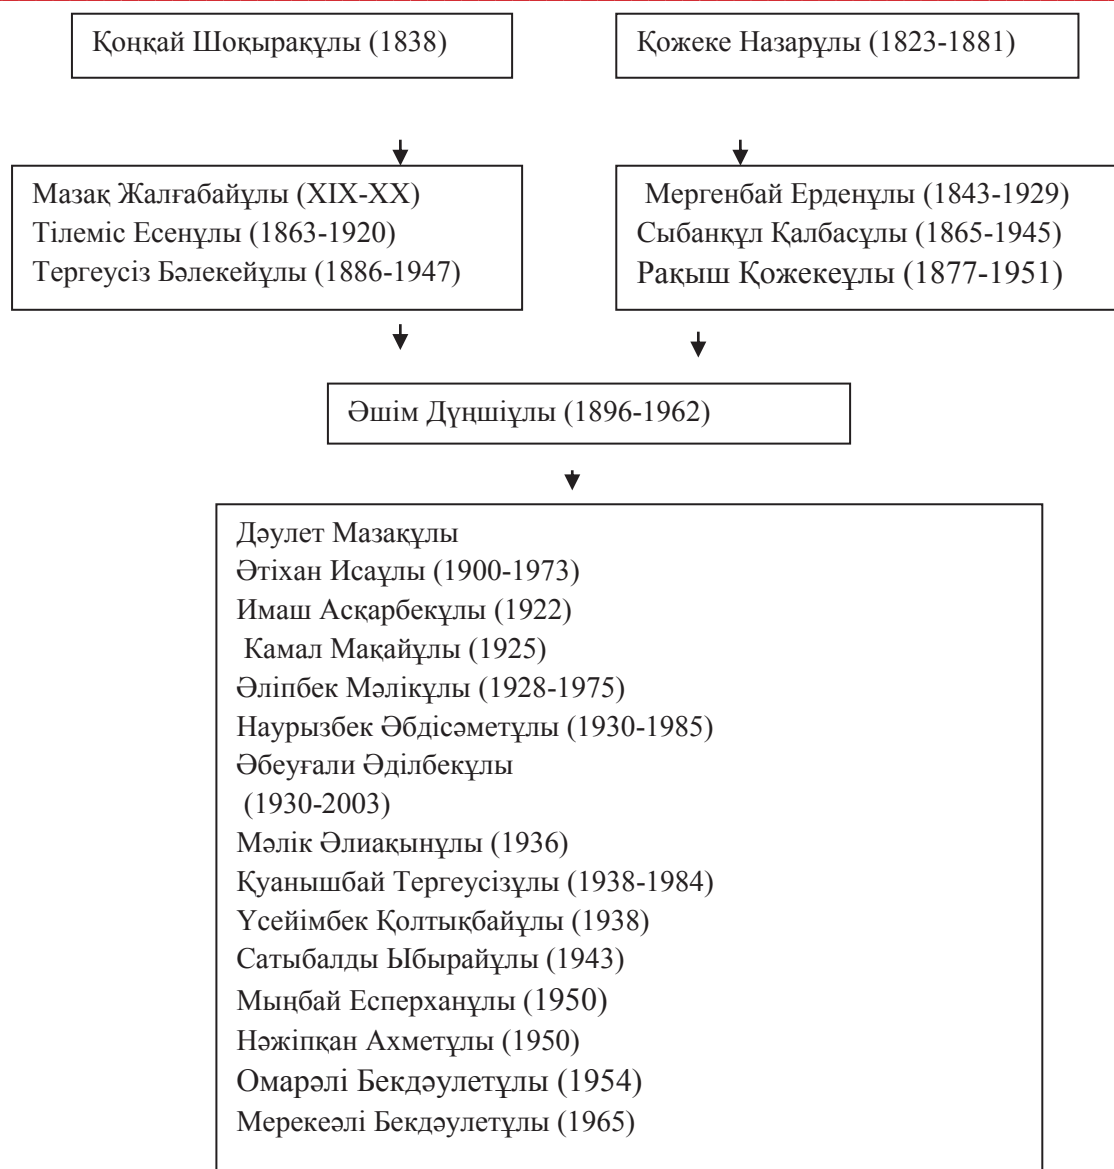 Қоңқай Шоқырақұлы (1838)
Қожеке Назарұлы (1823-1881)
Мазақ Жалғабайұлы (XIX-XX)
Тілеміс Есенұлы (1863-1920)
Тергеусіз Бәлекейұлы (1886-1947)
Мергенбай Ерденұлы (1843-1929)
Сыбанқұл Қалбасұлы (1865-1945)
Рақыш Қожекеұлы (1877-1951)
Әшім Дүңшіұлы (1896-1962)
Дәулет Мазақұлы
Әтіхан Исаұлы (1900-1973)
Имаш Асқарбекұлы (1922)
Камал Мақайұлы (1925)
Әліпбек Мәлікұлы (1928-1975)
Наурызбек Әбдісәметұлы (1930-1985)
Әбеуғали Әділбекұлы
(1930-2003)
Мәлік Әлиақынұлы (1936)
Қуанышбай Тергеусізұлы (1938-1984)
Үсейімбек Қолтықбайұлы (1938)
Сатыбалды Ыбырайұлы (1943)
Мыңбай Есперханұлы (1950)
Нәжіпқан Ахметұлы (1950)
Омарәлі Бекдәулетұлы (1954)
Мерекеәлі Бекдәулетұлы (1965)